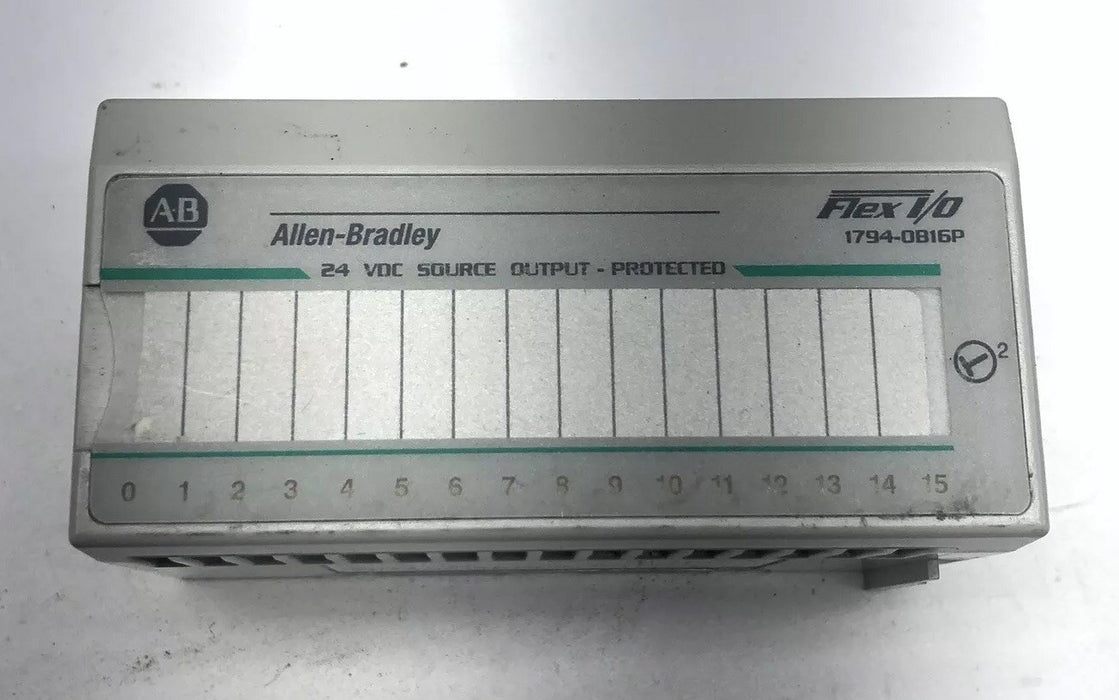 A·B
Allen-Bradley
Flex I/O
1794-OB16P
24 VDC SOURCE OUTPUT - PROTECTED
2
0 1 2 3 4 5 6 7 8 9 10 11 12 13 14 15